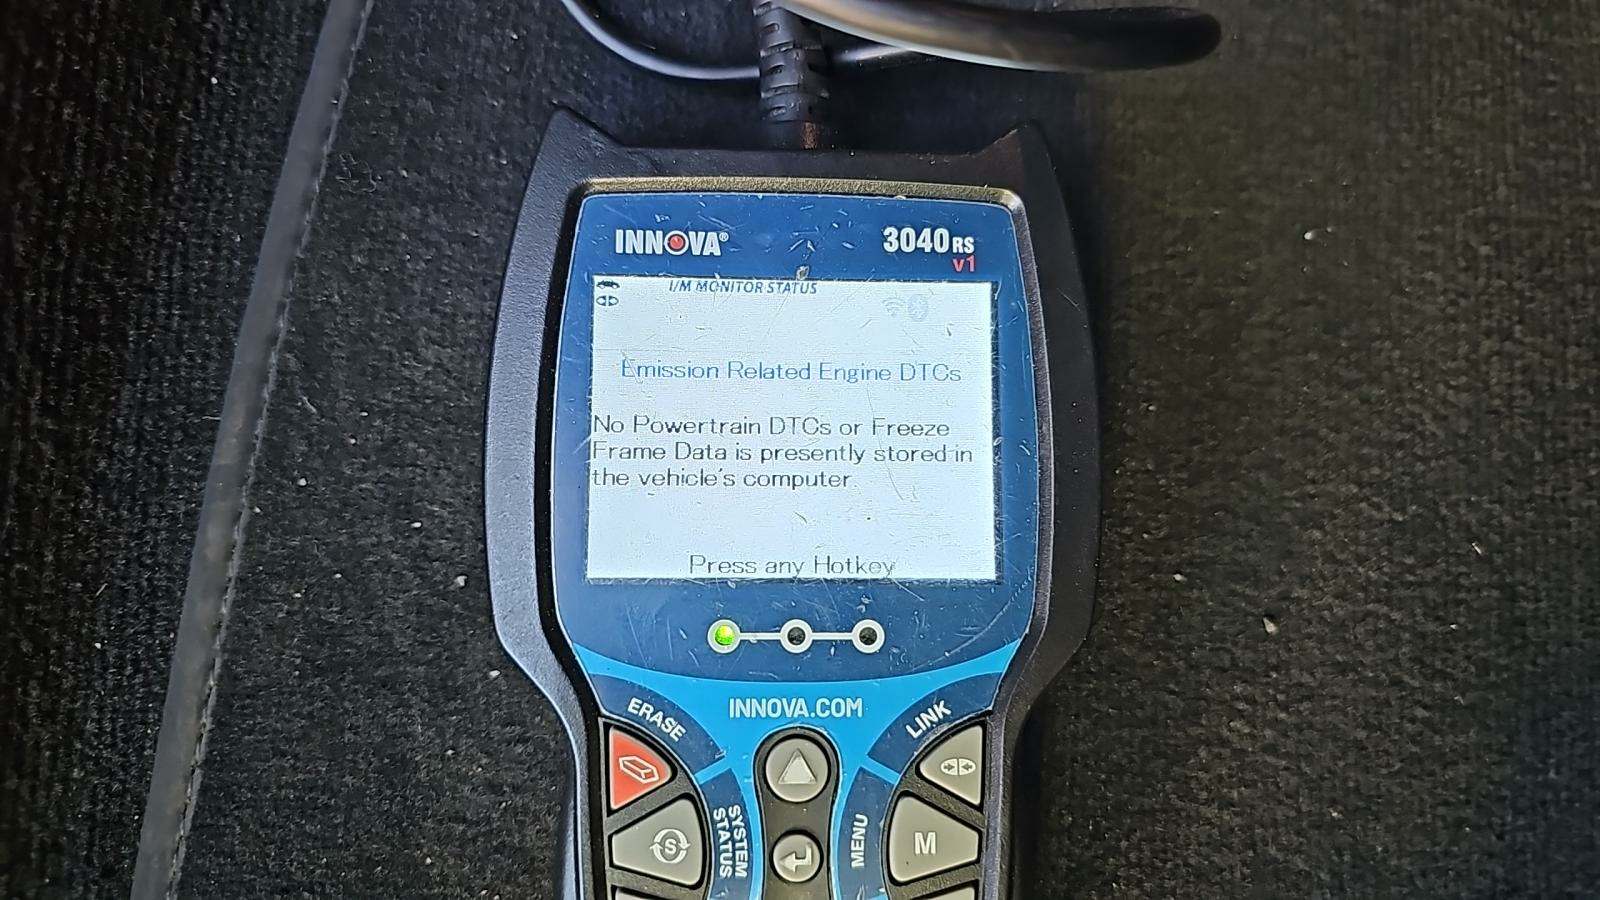 INNOVA®
3040RS
v1
I/M MONITOR STATUS
Emission Related Engine DTCs
No Powertrain DTCs or Freeze
Frame Data is presently stored in
the vehicle's computer.
Press any Hotkey
INNOVA.COM
ERASE
LINK
S
SYSTEM
STATUS
MENU
M